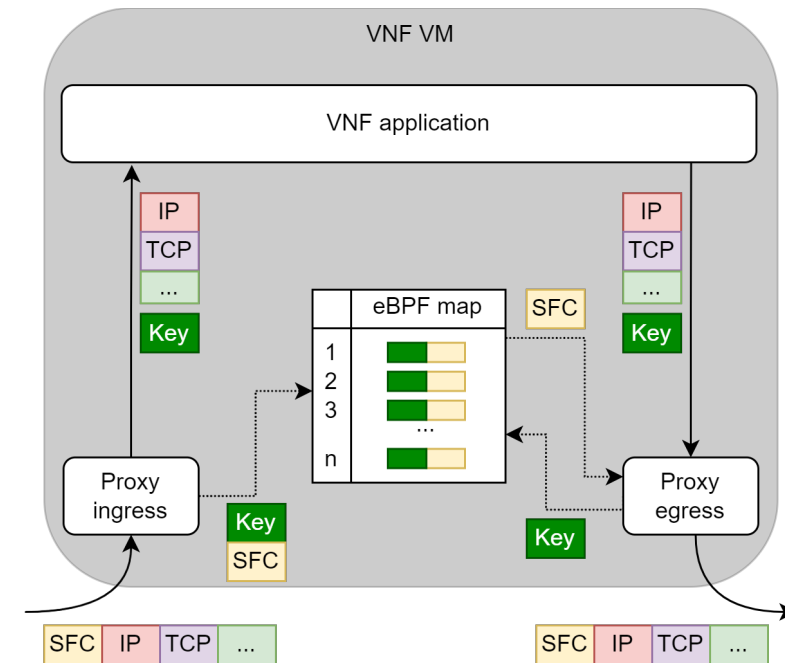 VNF VM
VNF application
IP
TCP
...
Key
IP
TCP
...
Key
eBPF map
1
2
3
...
n
SFC
Proxy
ingress
Key
SFC
Key
Proxy
egress
SFC IP TCP ...
SFC IP TCP ...